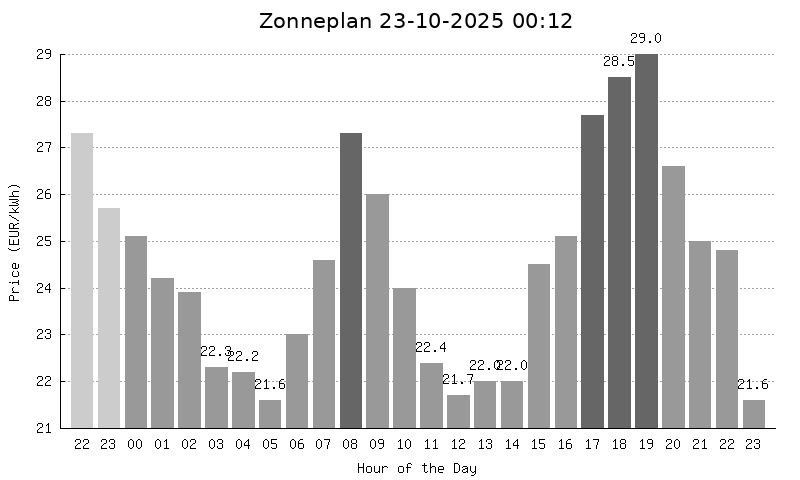 Zonneplan 23-10-2025 00:12
29.0
29
28.5
28
27
26
25
24
23
22.3 22.2 22.4
22
21.6 21.7 22.0 22.0 21.6
21
22 23 00 01 02 03 04 05 06 07 08 09 10 11 12 13 14 15 16 17 18 19 20 21 22 23
Hour of the Day
Price (EUR/kWh)